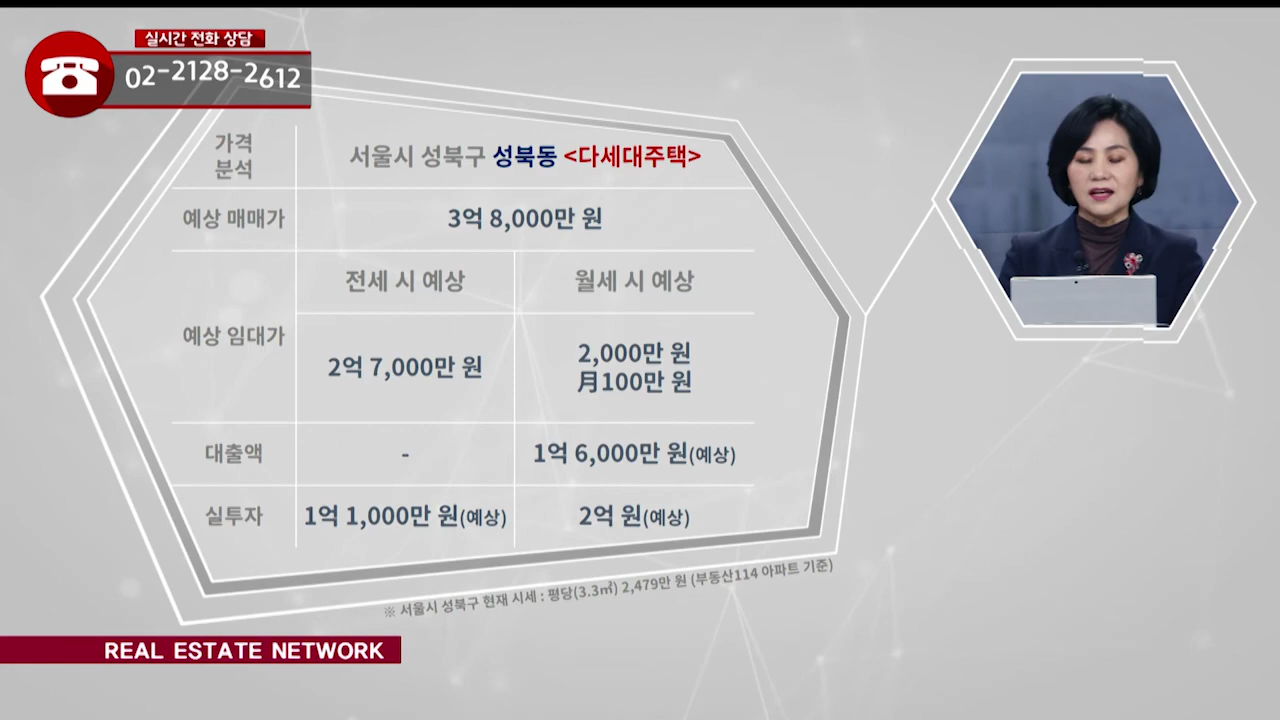 실시간 전화 상담
02-2128-2612
가격
분석
서울시 성북구 성북동 <다세대주택>
예상 매매가
3억 8,000만 원
예상 임대가
전세 시 예상
월세 시 예상
2억 7,000만 원
2,000만 원
月100만 원
대출액
-
1억 6,000만 원(예상)
실투자
1억 1,000만 원(예상)
2억 원(예상)
※ 서울시 성북구 현재 시세 : 평당(3.3㎡) 2,479만 원 (부동산114 아파트 기준)
REAL ESTATE NETWORK